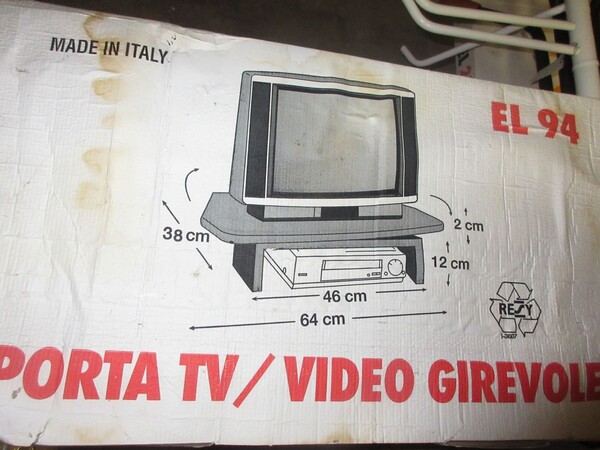 MADE IN ITALY
EL 94
38 cm
2 cm
12 cm
46 cm
64 cm
RESY
PORTA TV/VIDEO GIREVOLE